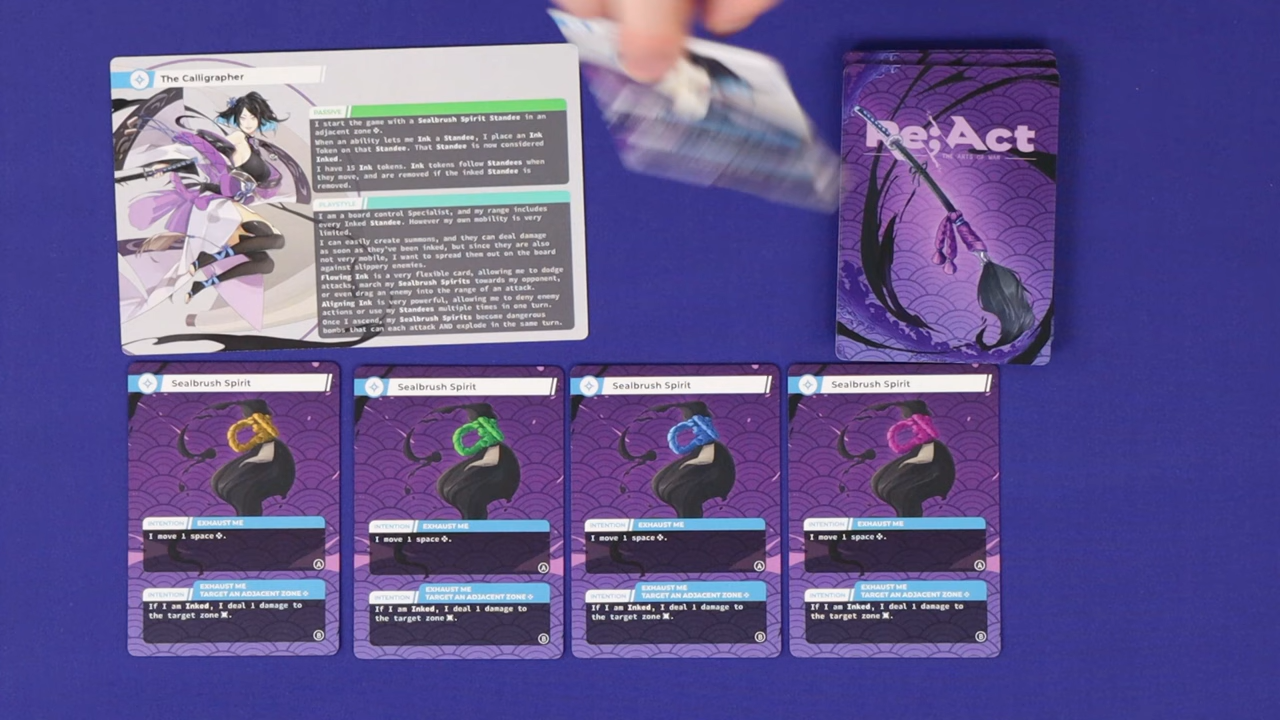 The Calligrapher
PASSIVE
I start the game with a Sealbrush Spirit Standee in an
adjacent zone.
When an ability lets me Ink a Standee, I place an Ink
Token on that Standee. That Standee is now considered
Inked.
I have 15 Ink tokens. Ink tokens follow Standees when
they move, and are removed if the inked Standee is
removed.
PLAYSTYLE
I am a board control Specialist, and my range includes
every Inked Standee. However my own mobility is very
limited.
I can easily create summons, and they can deal damage
as soon as they've been inked, but since they are also
not very mobile, I want to spread them out on the board
against slippery enemies.
Flowing Ink is a very flexible card, allowing me to dodge
attacks, march my Sealbrush Spirits towards my opponent,
or even drag an enemy into the range of an attack.
Aligning Ink is very powerful, allowing me to deny enemy
actions or use my Standees multiple times in one turn.
Once I ascend, my Sealbrush Spirits become dangerous
bombs that can each attack AND explode in the same turn.
Re;Act
THE ARTS OF WAR
Sealbrush Spirit
INTENTION EXHAUST ME
I move 1 space.
A
EXHAUST ME
INTENTION TARGET AN ADJACENT ZONE
If I am Inked, I deal 1 damage to
the target zone.
B
Sealbrush Spirit
INTENTION EXHAUST ME
I move 1 space.
A
EXHAUST ME
INTENTION TARGET AN ADJACENT ZONE
If I am Inked, I deal 1 damage to
the target zone.
B
Sealbrush Spirit
INTENTION EXHAUST ME
I move 1 space.
A
EXHAUST ME
INTENTION TARGET AN ADJACENT ZONE
If I am Inked, I deal 1 damage to
the target zone.
B
Sealbrush Spirit
INTENTION EXHAUST ME
I move 1 space.
A
EXHAUST ME
INTENTION TARGET AN ADJACENT ZONE
If I am Inked, I deal 1 damage to
the target zone.
B